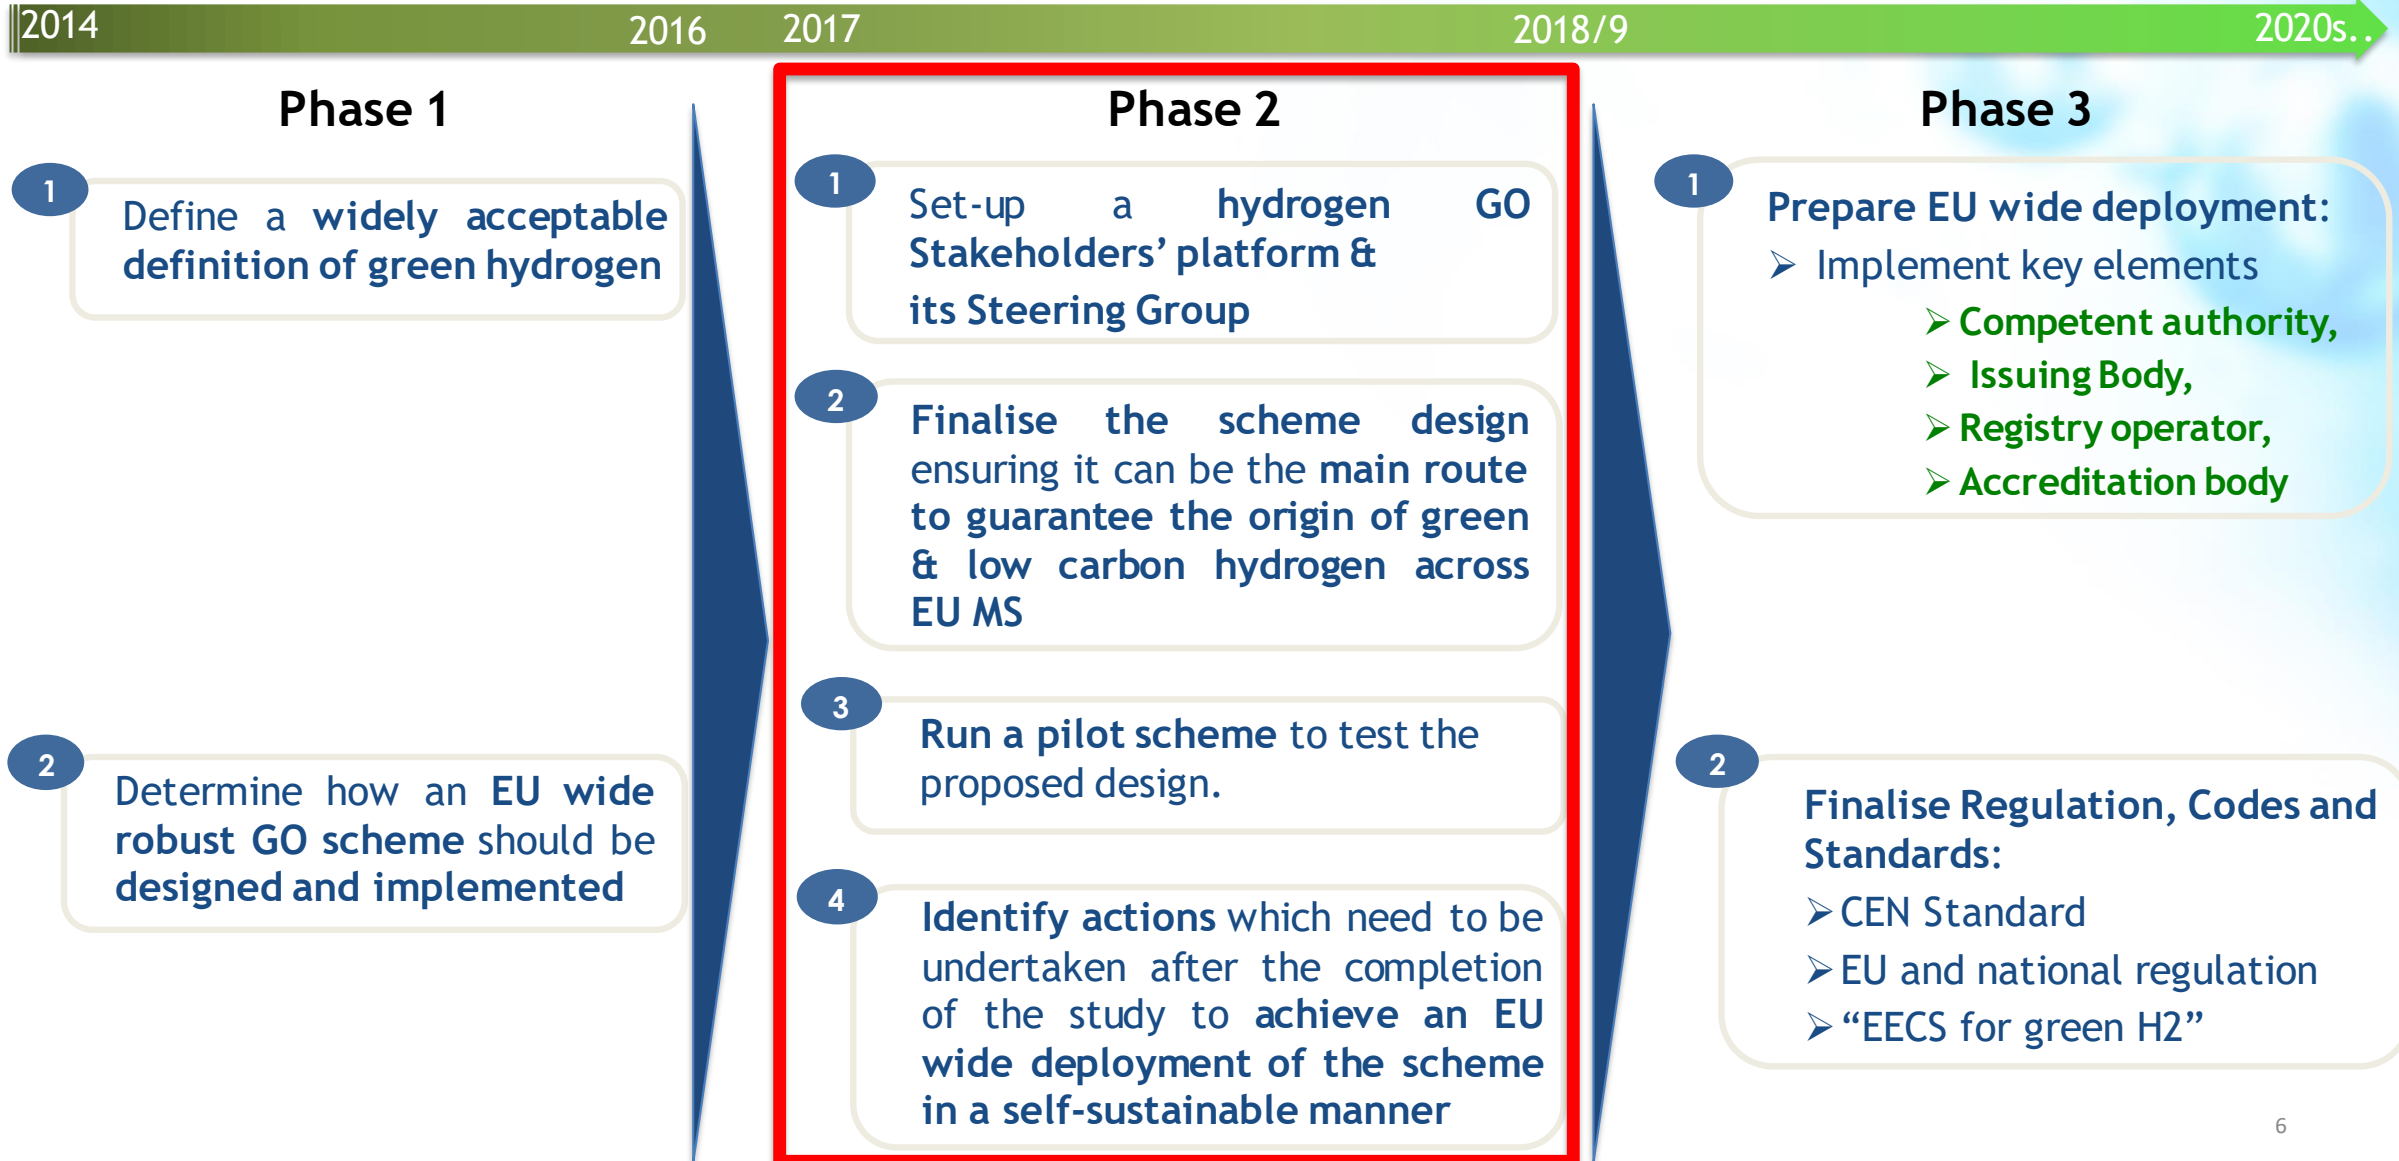 2014
2016
2017
2018/9
2020s..
Phase 1
1
Define a widely acceptable
definition of green hydrogen
2
Determine how an EU wide
robust GO scheme should be
designed and implemented
Phase 2
1
Set-up a hydrogen GO
Stakeholders’ platform &
its Steering Group
2
Finalise the scheme design
ensuring it can be the main route
to guarantee the origin of green
& low carbon hydrogen across
EU MS
3
Run a pilot scheme to test the
proposed design.
4
Identify actions which need to be
undertaken after the completion
of the study to achieve an EU
wide deployment of the scheme
in a self-sustainable manner
Phase 3
1
Prepare EU wide deployment:
➢ Implement key elements
➢ Competent authority,
➢ Issuing Body,
➢ Registry operator,
➢ Accreditation body
2
Finalise Regulation, Codes and
Standards:
➢ CEN Standard
➢ EU and national regulation
➢ “EECS for green H2”
6